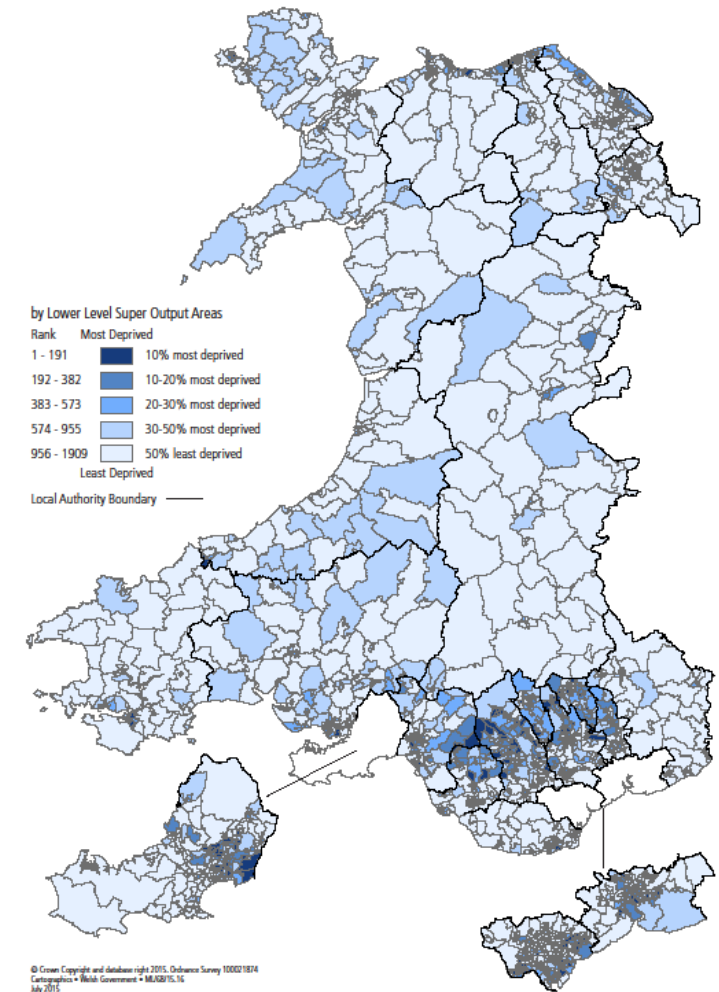 by Lower Level Super Output Areas
Rank Most Deprived
1 - 191 10% most deprived
192 - 382 10-20% most deprived
383 - 573 20-30% most deprived
574 - 955 30-50% most deprived
956 - 1909 50% least deprived
Least Deprived
Local Authority Boundary
© Crown Copyright and database right 2015. Ordnance Survey 100021874
Cartographics • Welsh Government • ML/68/15.16
July 2015